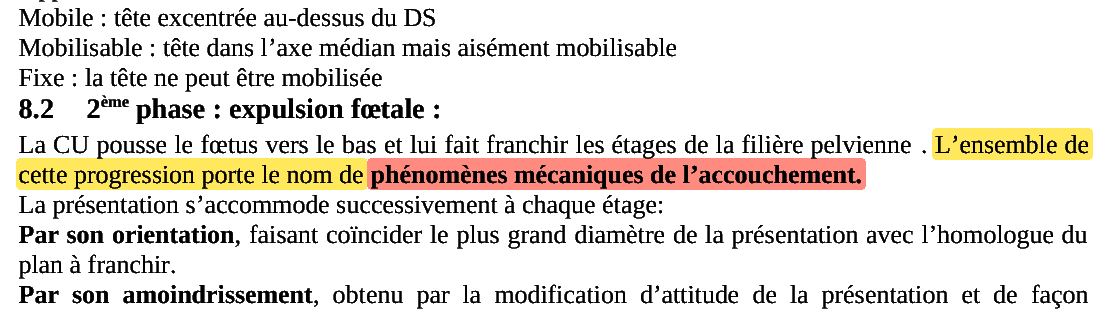 Mobile : tête excentrée au-dessus du DS
Mobilisable : tête dans l’axe médian mais aisément mobilisable
Fixe : la tête ne peut être mobilisée
8.2 2ème phase : expulsion fœtale :
La CU pousse le fœtus vers le bas et lui fait franchir les étages de la filière pelvienne . L’ensemble de
cette progression porte le nom de phénomènes mécaniques de l’accouchement.
La présentation s’accommode successivement à chaque étage:
Par son orientation, faisant coïncider le plus grand diamètre de la présentation avec l’homologue du
plan à franchir.
Par son amoindrissement, obtenu par la modification d’attitude de la présentation et de façon